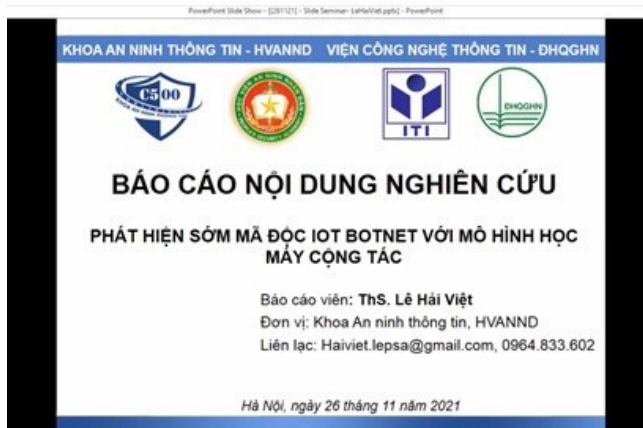 PowerPoint Slide Show - [[261121] - Slide Seminar- LeHaiViet.pptx] - PowerPoint
KHOA AN NINH THÔNG TIN - HVANND VIỆN CÔNG NGHỆ THÔNG TIN - ĐHQGHN
C500
ITI
ĐHQGHN
BÁO CÁO NỘI DUNG NGHIÊN CỨU
PHÁT HIỆN SỚM MÃ ĐỘC IOT BOTNET VỚI MÔ HÌNH HỌC
MÁY CỘNG TÁC
Báo cáo viên: ThS. Lê Hải Việt
Đơn vị: Khoa An ninh thông tin, HVANND
Liên lạc: Haiviet.lepsa@gmail.com, 0964.833.602
Hà Nội, ngày 26 tháng 11 năm 2021